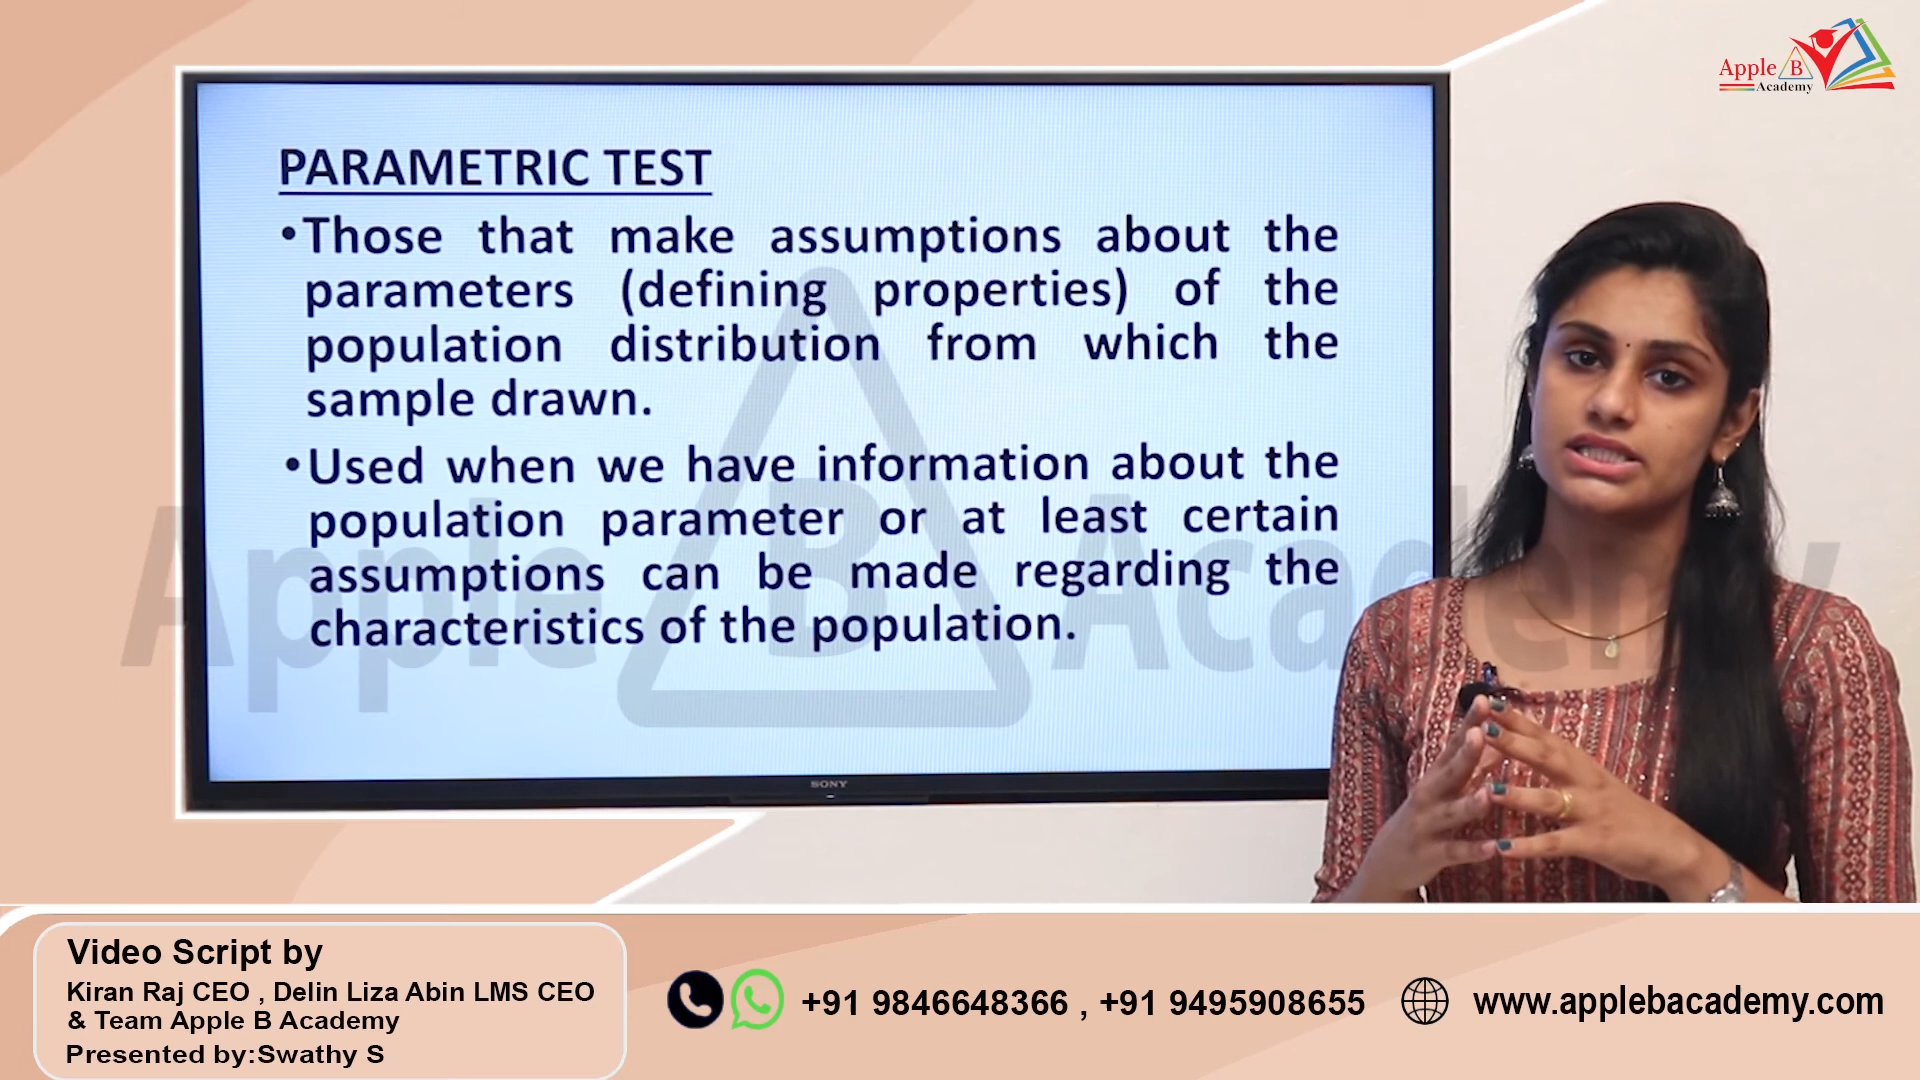 Apple B
Academy
PARAMETRIC TEST
•Those that make assumptions about the
parameters (defining properties) of the
population distribution from which the
sample drawn.
•Used when we have information about the
population parameter or at least certain
assumptions can be made regarding the
characteristics of the population.
Apple B Academy
SONY
Video Script by
Kiran Raj CEO , Delin Liza Abin LMS CEO
& Team Apple B Academy
Presented by:Swathy S
+91 9846648366 , +91 9495908655
www.applebacademy.com